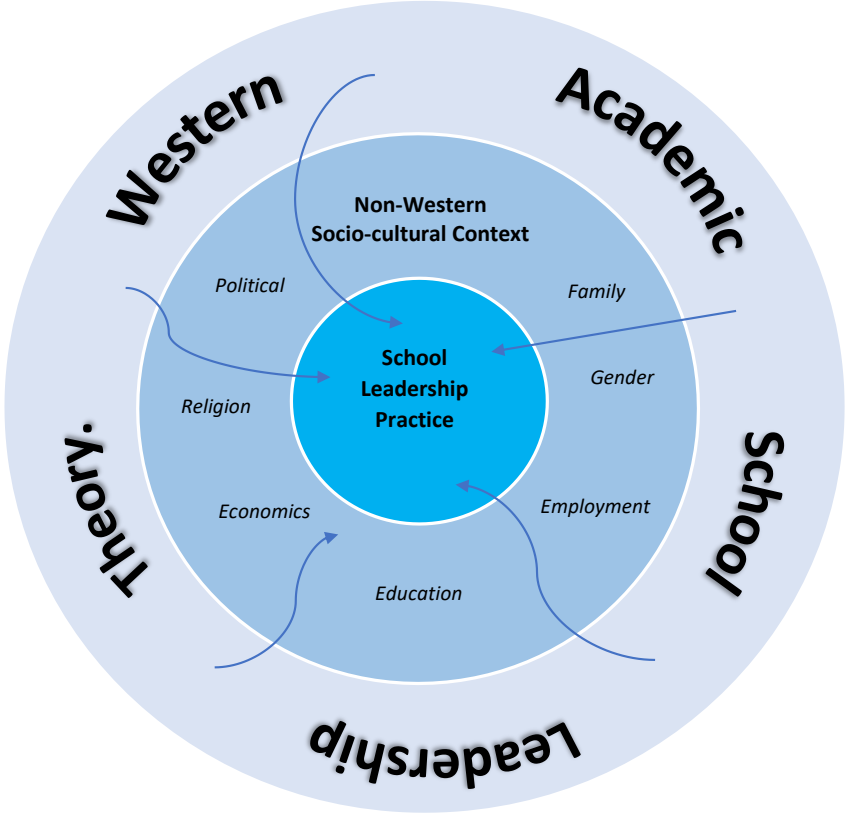 Western
Academic
School
Leadership
Theory.
Non-Western
Socio-cultural Context
Political
Family
Gender
Religion
Economics
Employment
Education
School
Leadership
Practice